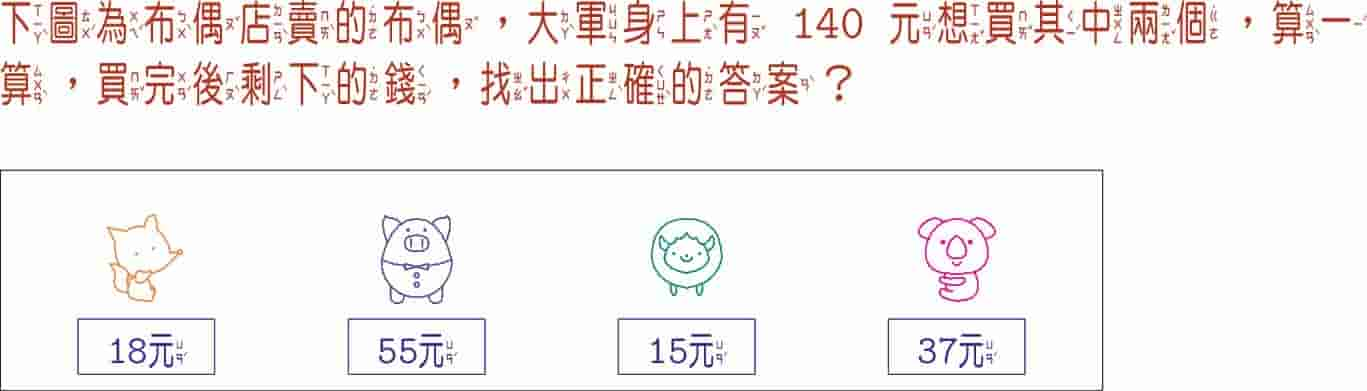 下圖為布偶店賣的布偶，大軍身上有 140 元想買其中兩個，算一
算，買完後剩下的錢，找出正確的答案？
18元
55元
15元
37元